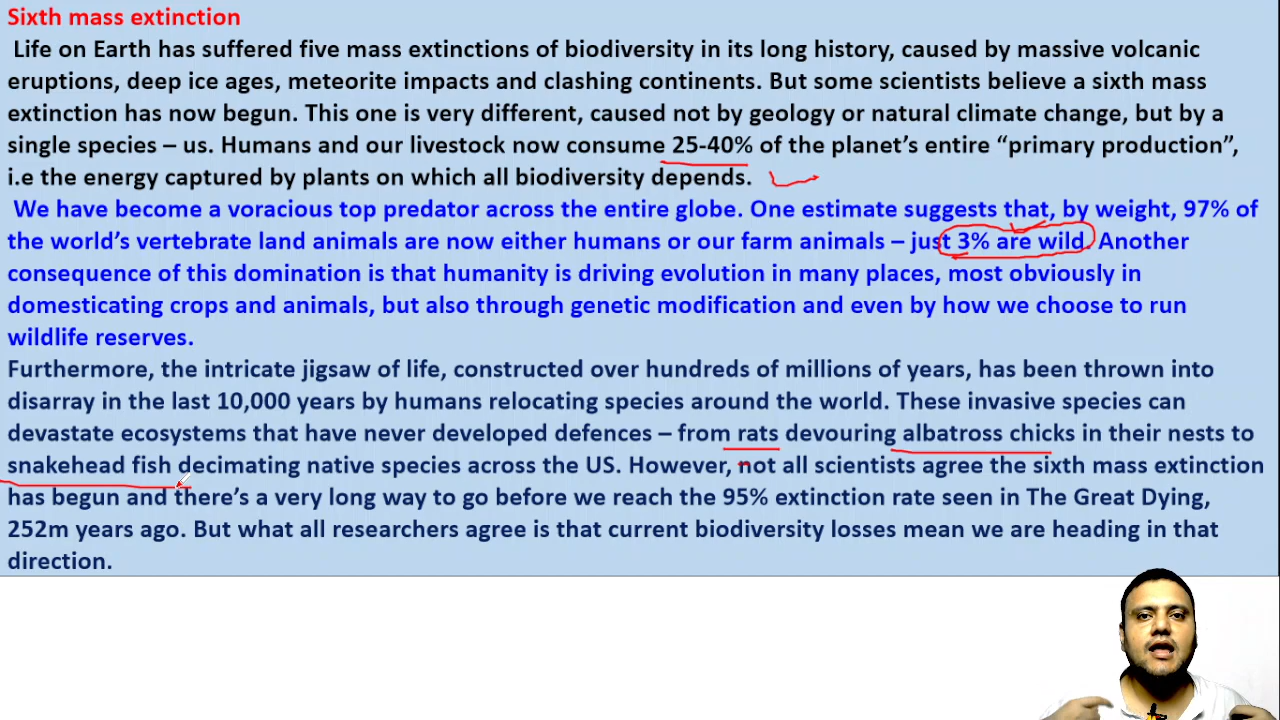 Sixth mass extinction
Life on Earth has suffered five mass extinctions of biodiversity in its long history, caused by massive volcanic
eruptions, deep ice ages, meteorite impacts and clashing continents. But some scientists believe a sixth mass
extinction has now begun. This one is very different, caused not by geology or natural climate change, but by a
single species – us. Humans and our livestock now consume 25-40% of the planet's entire “primary production”,
i.e the energy captured by plants on which all biodiversity depends.
We have become a voracious top predator across the entire globe. One estimate suggests that, by weight, 97% of
the world's vertebrate land animals are now either humans or our farm animals – just 3% are wild. Another
consequence of this domination is that humanity is driving evolution in many places, most obviously in
domesticating crops and animals, but also through genetic modification and even by how we choose to run
wildlife reserves.
Furthermore, the intricate jigsaw of life, constructed over hundreds of millions of years, has been thrown into
disarray in the last 10,000 years by humans relocating species around the world. These invasive species can
devastate ecosystems that have never developed defences – from rats devouring albatross chicks in their nests to
snakehead fish decimating native species across the US. However, not all scientists agree the sixth mass extinction
has begun and there's a very long way to go before we reach the 95% extinction rate seen in The Great Dying,
252m years ago. But what all researchers agree is that current biodiversity losses mean we are heading in that
direction.